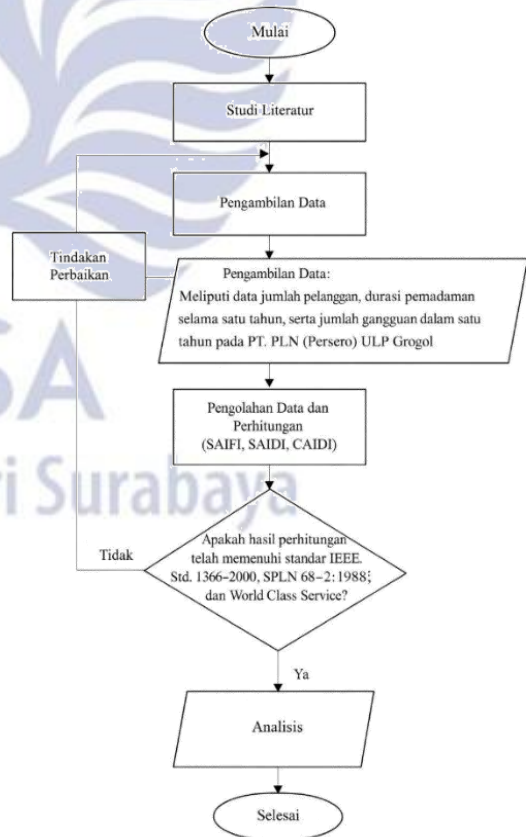 Mulai
Studi Literatur
Pengambilan Data
Tindakan
Perbaikan
Pengambilan Data:
Meliputi data jumlah pelanggan, durasi pemadaman
selama satu tahun, serta jumlah gangguan dalam satu
tahun pada PT. PLN (Persero) ULP Grogol
SA
Pengolahan Data dan
Perhitungan
(SAIFI, SAIDI, CAIDI)
ri Surabaya
Apakah hasil perhitungan
Tidak
telah memenuhi standar IEEE.
Std. 1366-2000, SPLN 68-2:1988;
dan World Class Service?
Ya
Analisis
Selesai